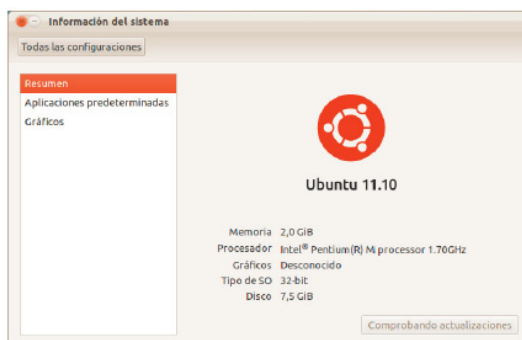 Información del sistema
Todas las configuraciones
Resumen
Aplicaciones predeterminadas
Gráficos
Ubuntu 11.10
Memoria 2,0 GiB
Procesador Intel® Pentium(R) M processor 1.70GHz
Gráficos Desconocido
Tipo de SO 32-bit
Disco 7,5 GiB
Comprobando actualizaciones